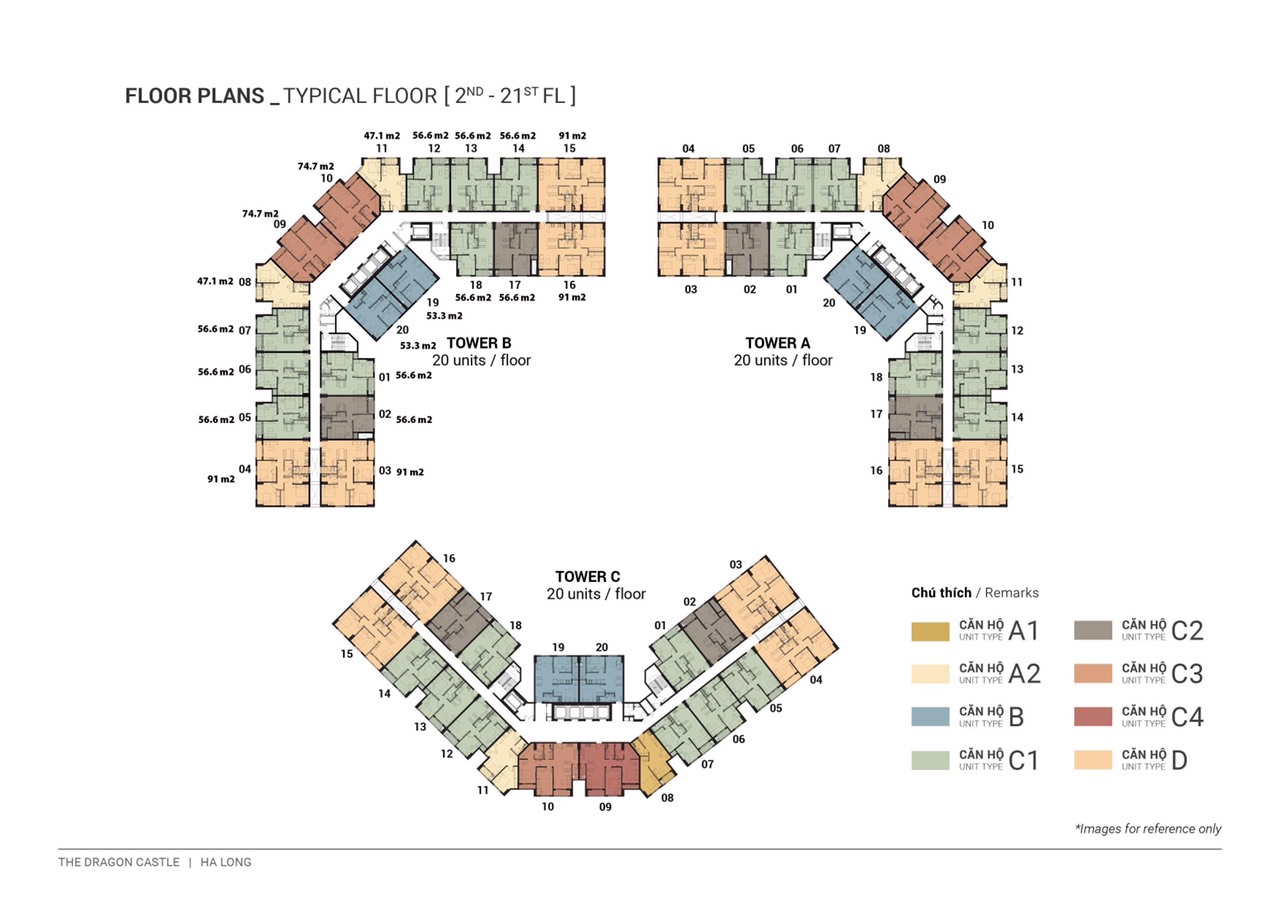 FLOOR PLANS _ TYPICAL FLOOR [ 2ND - 21ST FL ]
47.1 m2 56.6 m2 56.6 m2 56.6 m2 91 m2
11 12 13 14 15
74.7 m2
10
74.7 m2
09
47.1 m2 08
56.6 m2 07
56.6 m2 06
56.6 m2 05
04
91 m2
18 17 16
56.6 m2 56.6 m2 91 m2
19
53.3 m2
20
53.3 m2
01 56.6 m2
02 56.6 m2
03 91 m2
TOWER B
20 units / floor
04 05 06 07 08
09
10
11
12
13
14
15
03 02 01
20
19
18
17
16
TOWER A
20 units / floor
TOWER C
20 units / floor
16
17
18
19 20
01
02
03
15
14
13
12
11
10 09
08
07
06
05
04
Chú thích / Remarks
CĂN HỘ
UNIT TYPE A1
CĂN HỘ
UNIT TYPE A2
CĂN HỘ
UNIT TYPE B
CĂN HỘ
UNIT TYPE C1
CĂN HỘ
UNIT TYPE C2
CĂN HỘ
UNIT TYPE C3
CĂN HỘ
UNIT TYPE C4
CĂN HỘ
UNIT TYPE D
*Images for reference only
THE DRAGON CASTLE | HA LONG